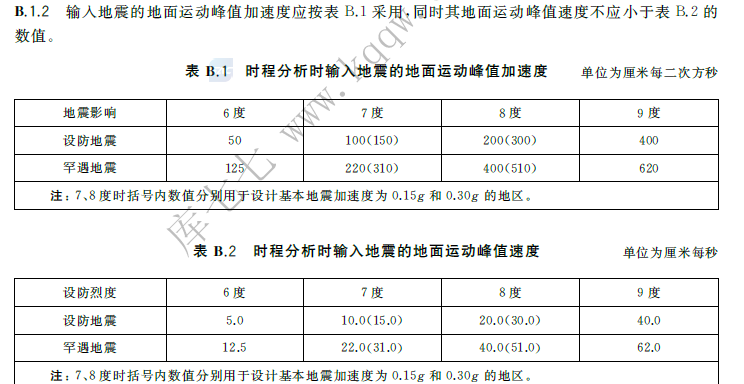 B.1.2 输入地震的地面运动峰值加速度应按表 B.1 采用,同时其地面运动峰值速度不应小于表 B.2 的
数值。
表 B.1 时程分析时输入地震的地面运动峰值加速度 单位为厘米每二次方秒
地震影响 6 度 7 度 8 度 9 度
设防地震 50 100(150) 200(300) 400
罕遇地震 125 220(310) 400(510) 620
注:7、8 度时括号内数值分别用于设计基本地震加速度为 0.15g 和 0.30g 的地区。
表 B.2 时程分析时输入地震的地面运动峰值速度 单位为厘米每秒
设防烈度 6 度 7 度 8 度 9 度
设防地震 5.0 10.0(15.0) 20.0(30.0) 40.0
罕遇地震 12.5 22.0(31.0) 40.0(51.0) 62.0
注:7、8 度时括号内数值分别用于设计基本地震加速度为 0.15g 和 0.30g 的地区。
库七七 www.kqqw